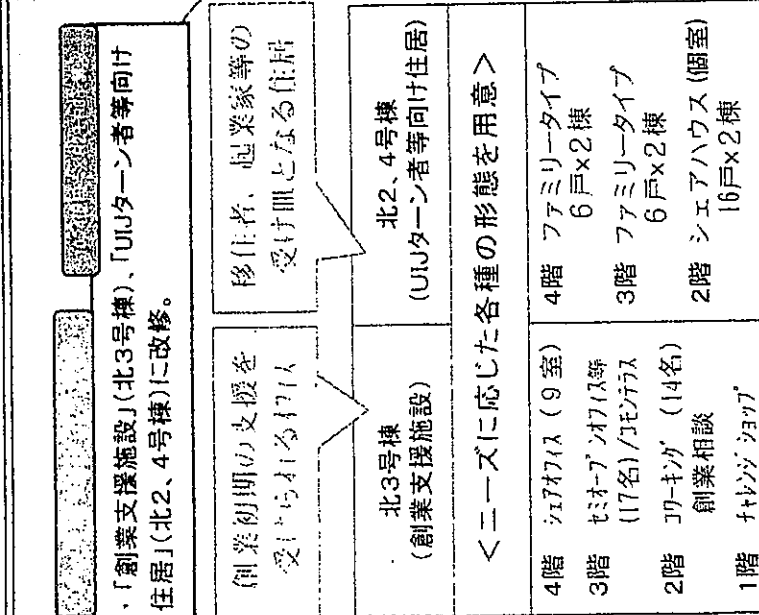 ・「創業支援施設」(北3号棟)、「UIJターン者等向け
住居」(北2、4号棟)に改修。
創業初期の支援を
受けられるオフィス
移住者、起業家等の
受け皿となる住居
北3号棟
(創業支援施設)
北2、4号棟
(UIJターン者等向け住居)
<ニーズに応じた各種の形態を用意>
4階 シェアオフィス (9室)
3階 セミオープンオフィス等
(17名)/コモンテラス
2階 コワーキング (14名)
創業相談
1階 チャレンジショップ
4階 ファミリータイプ
6戸x2棟
3階 ファミリータイプ
6戸x2棟
2階 シェアハウス(個室)
16戸x2棟